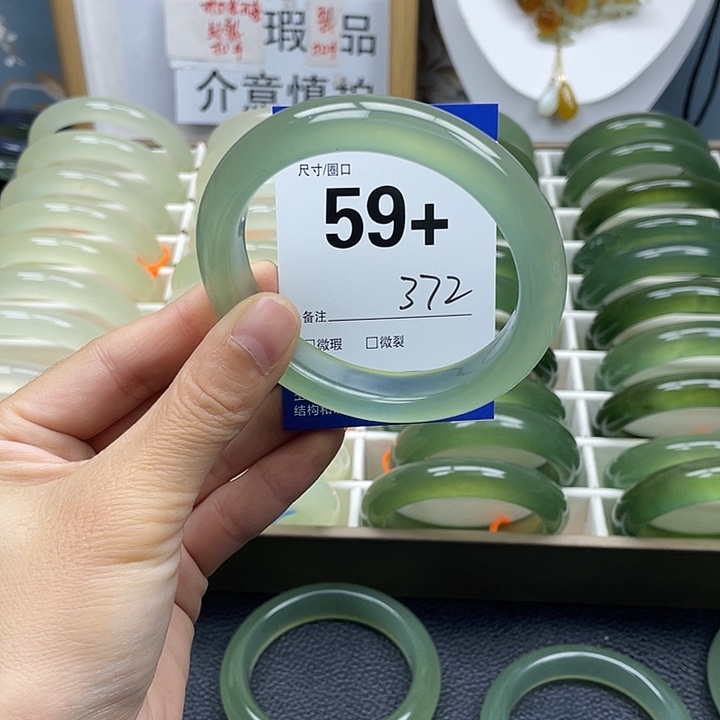 瑕 品
介意慎拍
尺寸/圈口
59+
372
备注
微瑕 □微裂
结构和